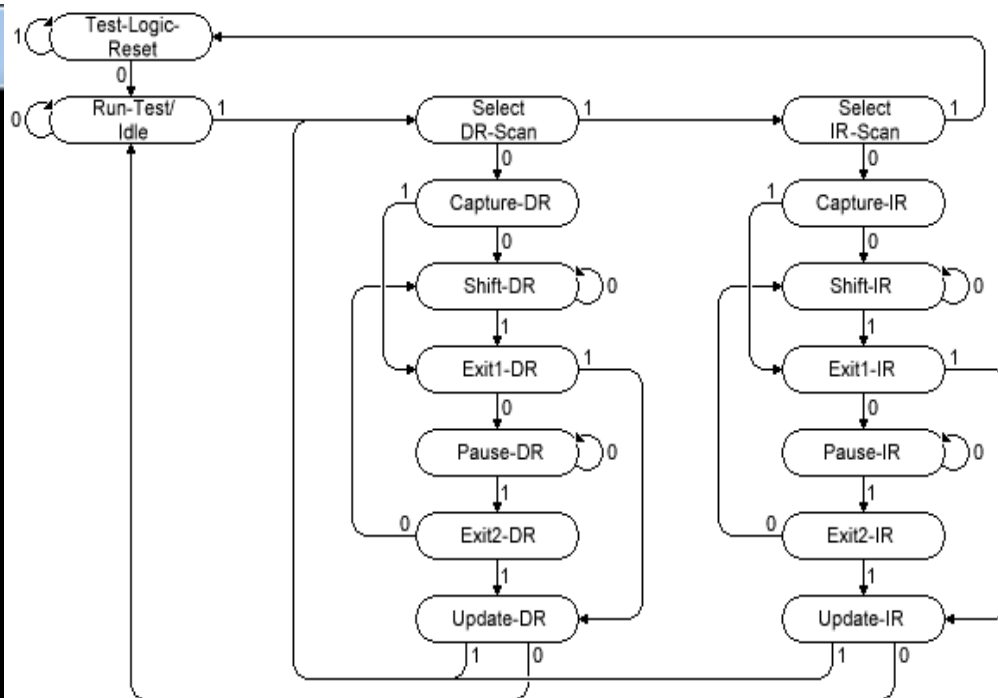 Test-Logic-
Reset
1
0
Run-Test/
Idle
0
1
Select
DR-Scan
1
0
Select
IR-Scan
1
0
Capture-DR
1
0
Capture-IR
1
0
Shift-DR
0
1
Shift-IR
0
1
Exit1-DR
1
0
Exit1-IR
1
0
Pause-DR
0
1
Pause-IR
0
1
Exit2-DR
0
1
Exit2-IR
0
1
Update-DR
1
0
Update-IR
1
0